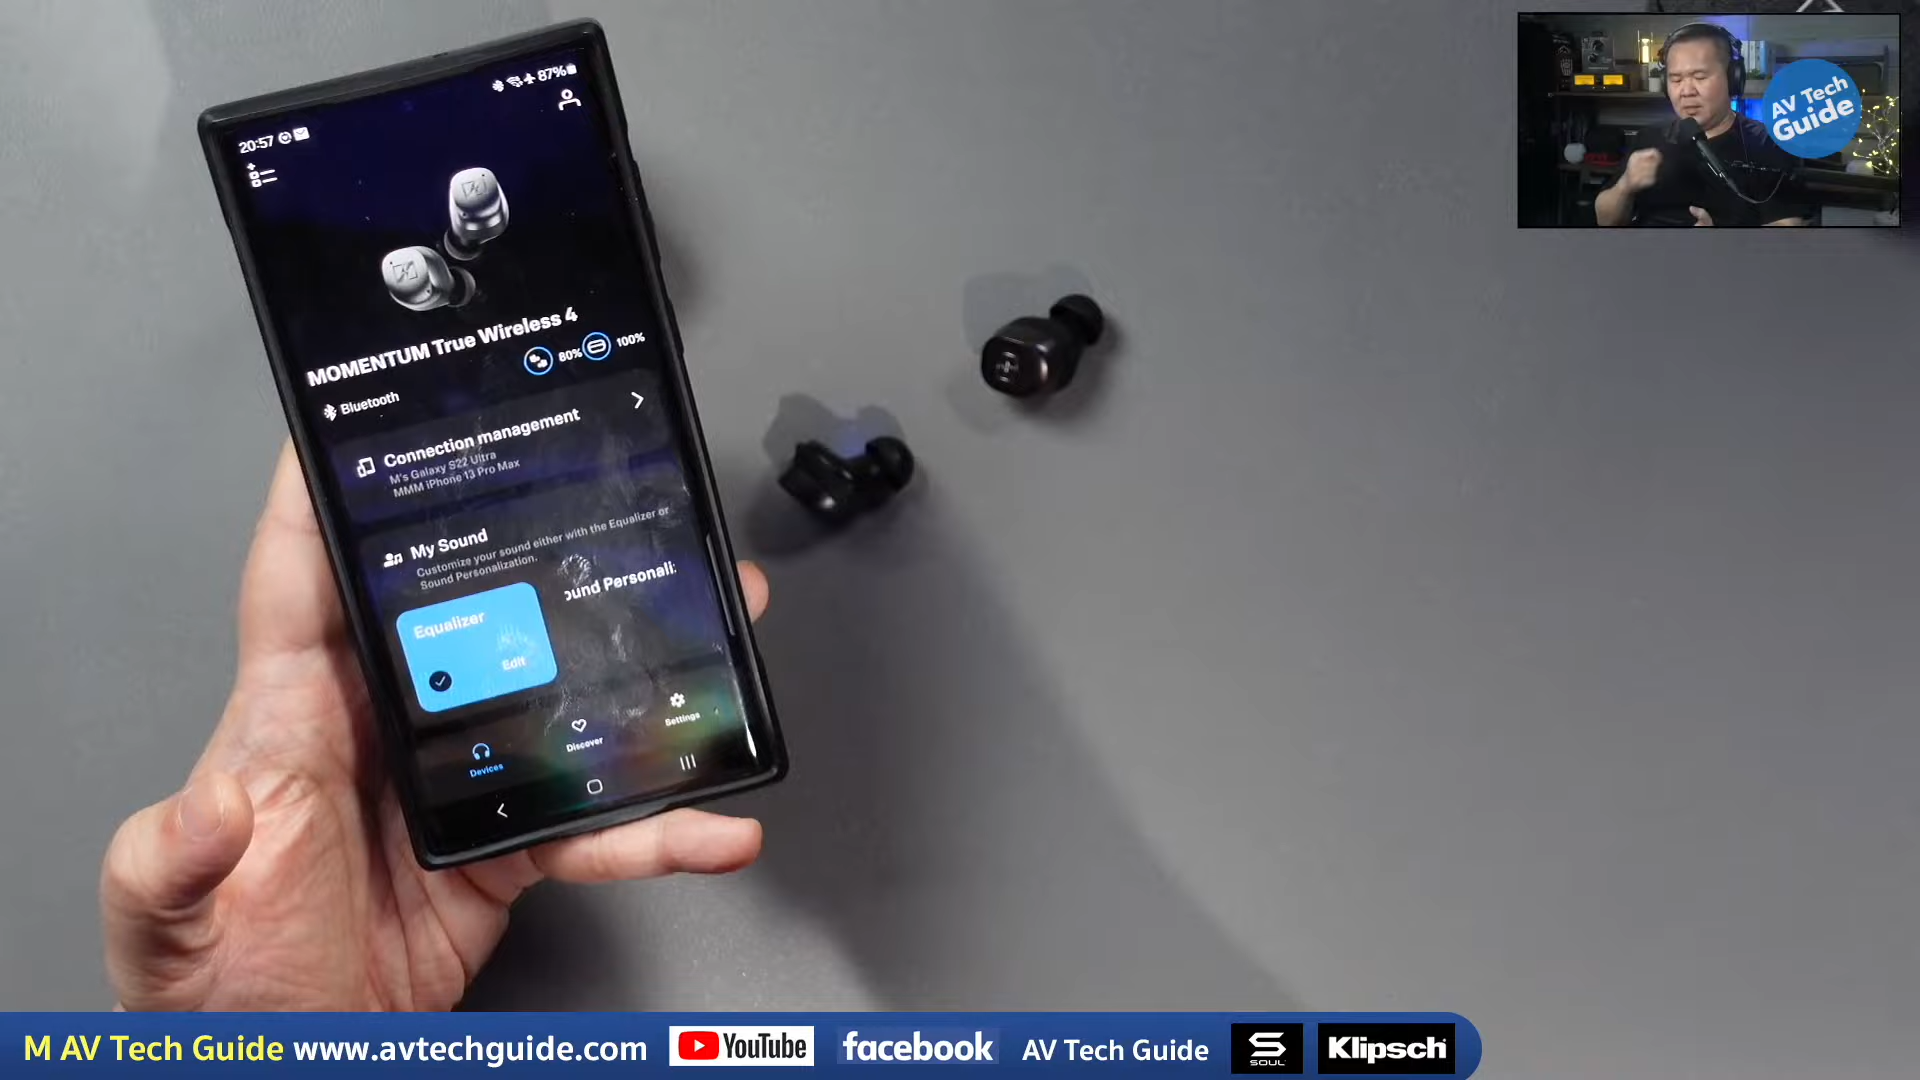 20:57
87%
MOMENTUM True Wireless 4
80%
100%
Bluetooth
Connection management
M's Galaxy S22 Ultra
MMM iPhone 13 Pro Max
My Sound
Customize your sound either with the Equalizer or
Sound Personalization.
Equalizer
ound Personali
Edit
Devices
Discover
Settings
AV Tech
Guide
M AV Tech Guide www.avtechguide.com
YouTube
facebook
AV Tech Guide
S
SOUL
Klipsch